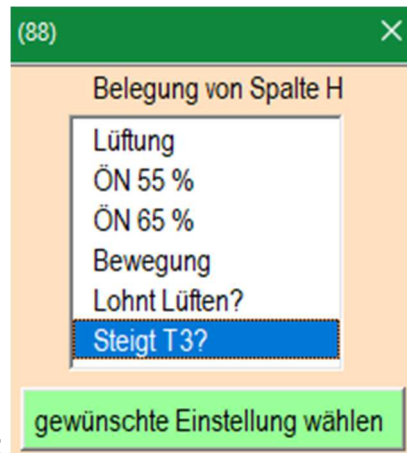 (88)
Belegung von Spalte H
Lüftung
ÖN 55 %
ÖN 65 %
Bewegung
Lohnt Lüften?
Steigt T3?
gewünschte Einstellung wählen